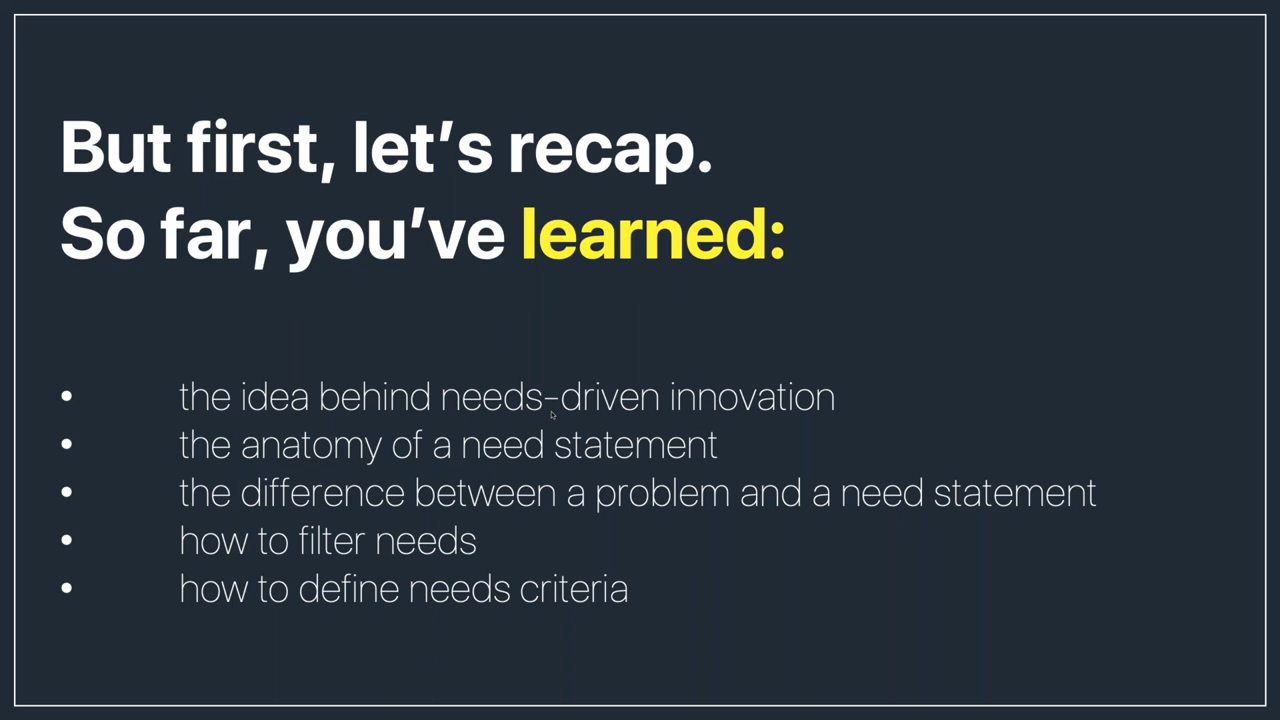 But first, let’s recap.
So far, you’ve learned:
• the idea behind needs-driven innovation
• the anatomy of a need statement
• the difference between a problem and a need statement
• how to filter needs
• how to define needs criteria